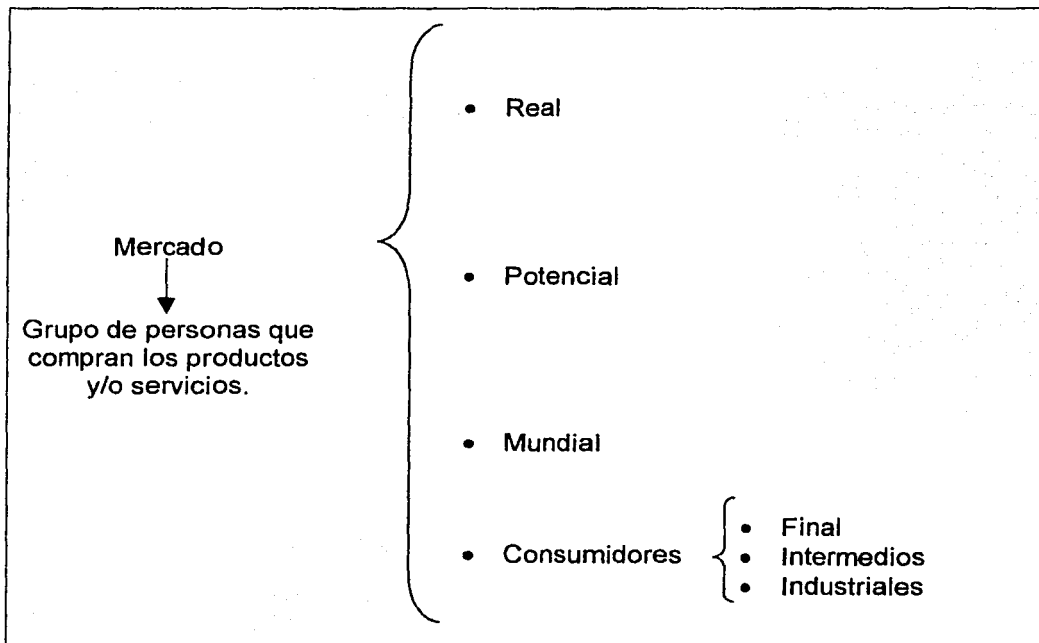 Mercado
Grupo de personas que
compran los productos
y/o servicios.
• Real
• Potencial
• Mundial
• Consumidores
• Final
• Intermedios
• Industriales